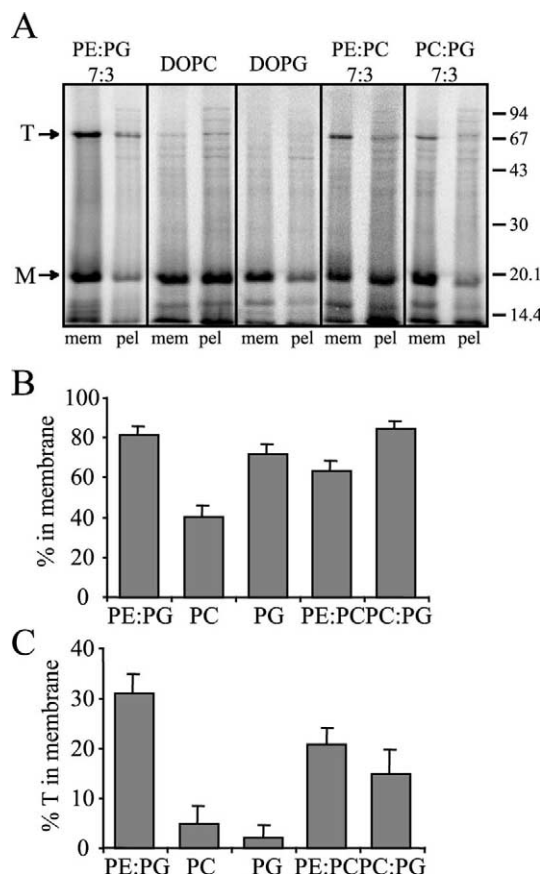 A
PE:PG PE:PC PC:PG
7:3 DOPC DOPG 7:3 7:3
94
T 67
43
30
M 20.1
14.4
mem pel mem pel mem pel mem pel mem pel
B
100
80
60
40
20
0
% in membrane
PE:PG PC PG PE:PC PC:PG
C
40
30
20
10
0
% T in membrane
PE:PG PC PG PE:PC PC:PG